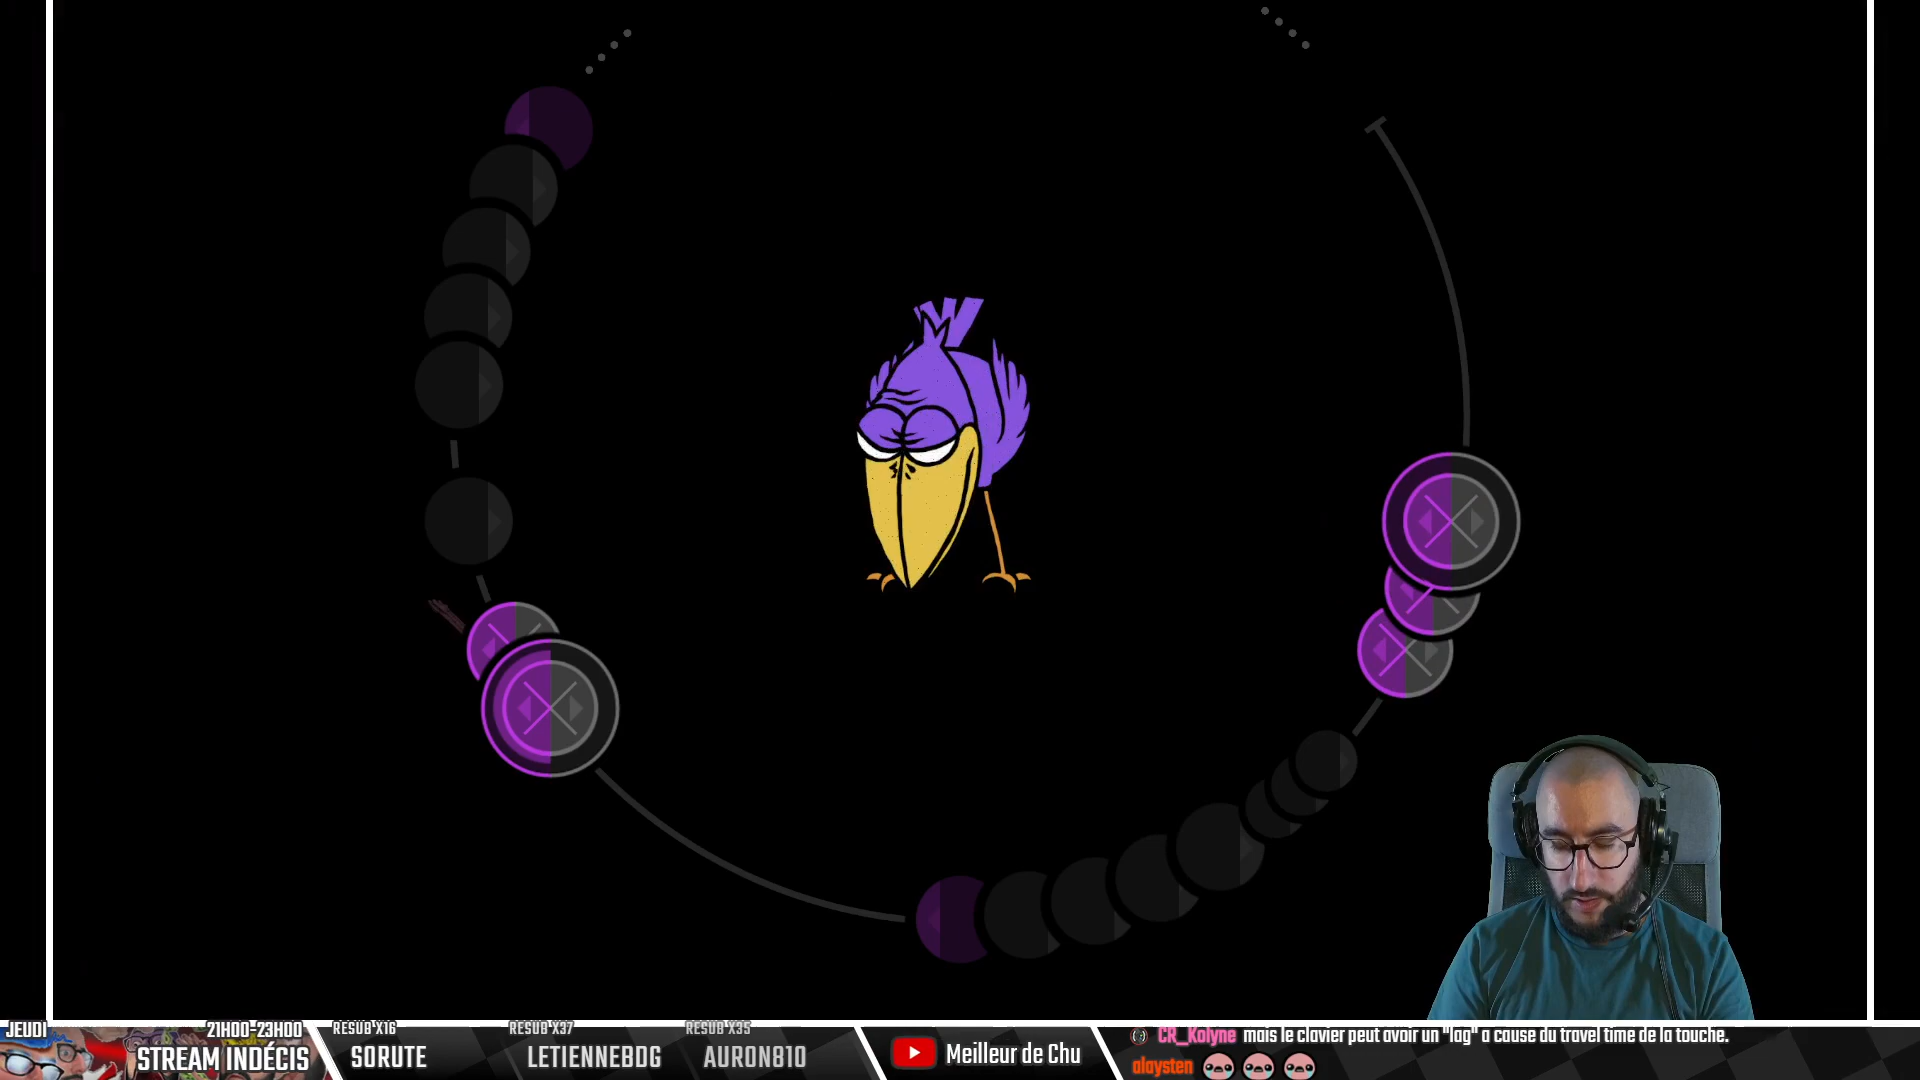 JEUDI
21H00-23H00
STREAM INDÉCIS
RESUB X16
SORUTE
RESUB X37
LETIENNEBDG
RESUB X35
AURON810
Meilleur de Chu
CR_Kolyne mais le clavier peut avoir un "lag" a cause du travel time de la touche.
alaysten